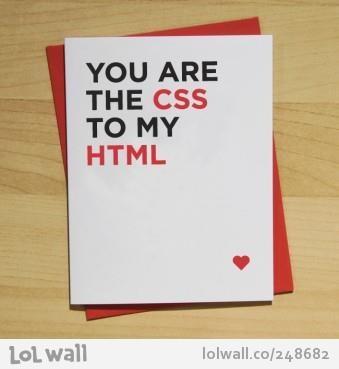 YOU ARE
THE CSS
TO MY
HTML
LOL wall
lolwall.co/248682